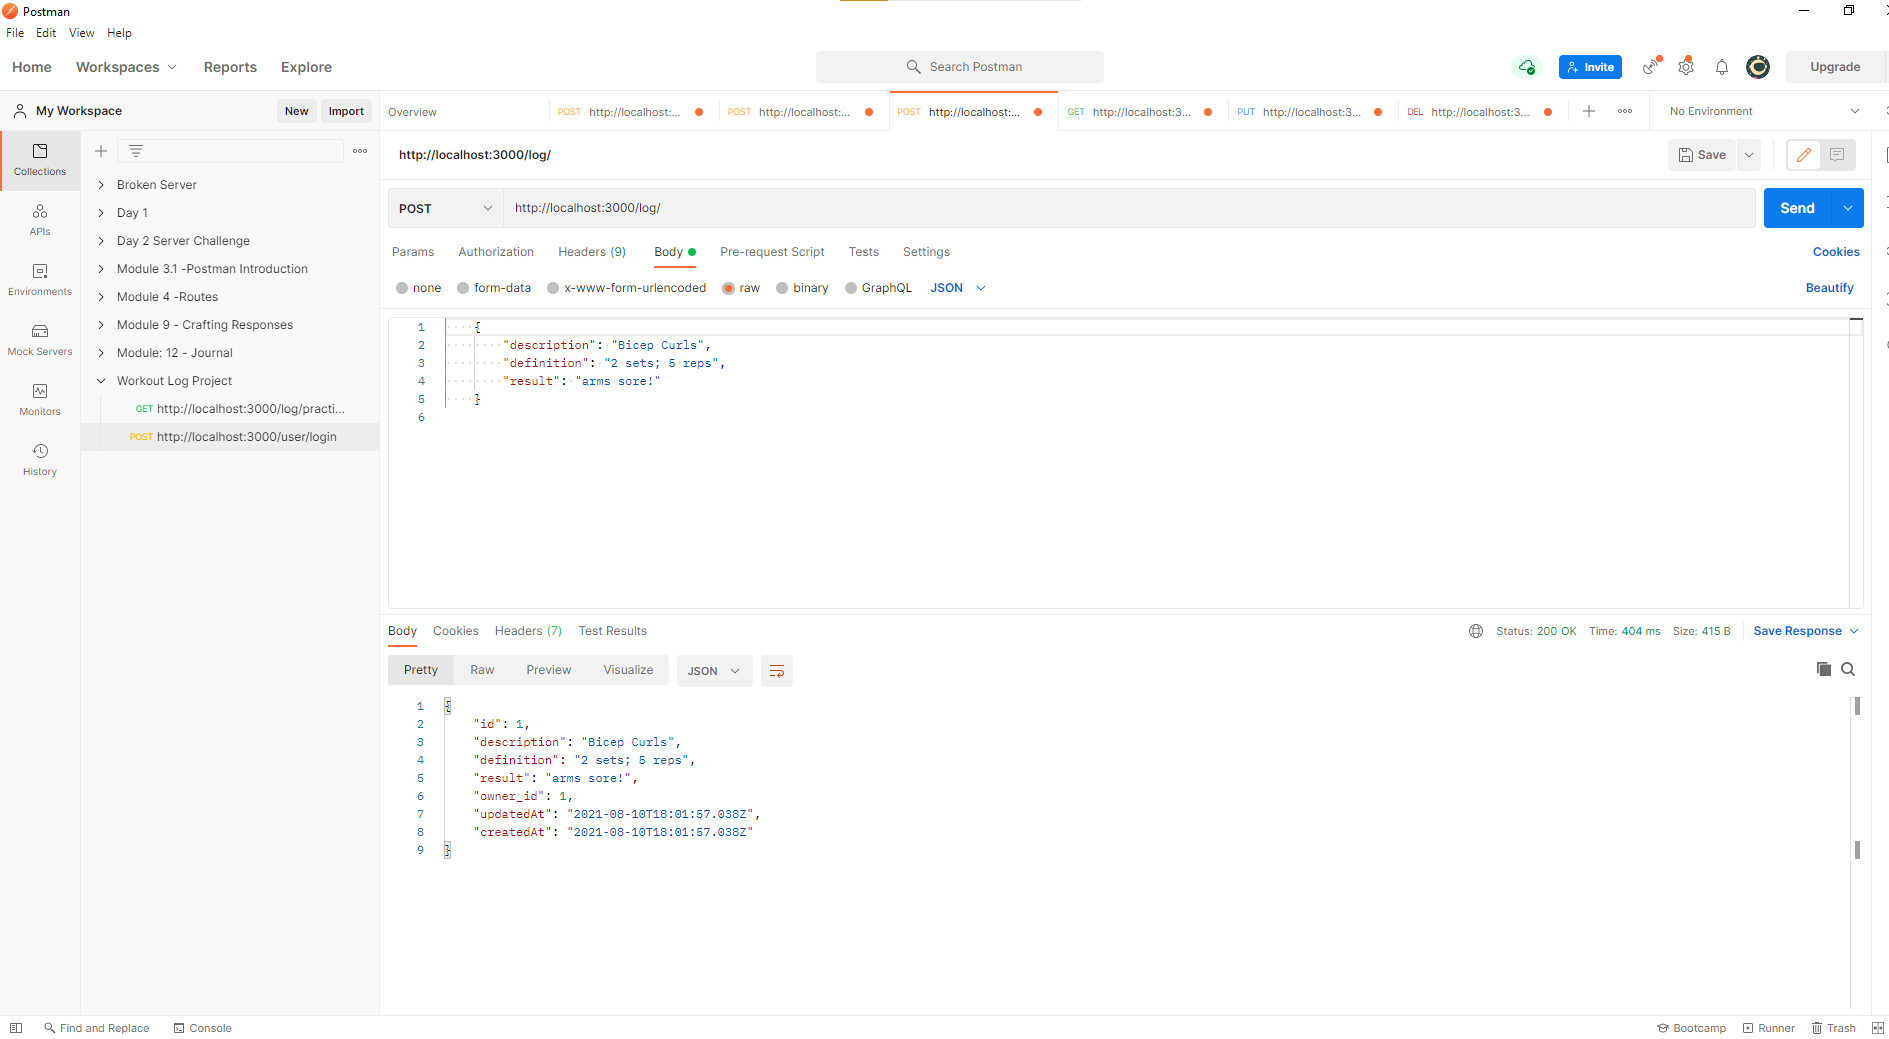 Postman
File Edit View Help
Home Workspaces Reports Explore Search Postman Invite Upgrade
My Workspace New Import
Overview POST http://localhost:... POST http://localhost:... POST http://localhost:... GET http://localhost:3... PUT http://localhost:3... DEL http://localhost:3... No Environment
Collections
APIs
Environments
Mock Servers
Monitors
History
Broken Server
Day 1
Day 2 Server Challenge
Module 3.1 -Postman Introduction
Module 4 -Routes
Module 9 - Crafting Responses
Module: 12 - Journal
Workout Log Project
GET http://localhost:3000/log/practi...
POST http://localhost:3000/user/login
http://localhost:3000/log/ Save
POST http://localhost:3000/log/ Send
Params Authorization Headers (9) Body Pre-request Script Tests Settings Cookies
none form-data x-www-form-urlencoded raw binary GraphQL JSON Beautify
1 {
2 "description": "Bicep Curls",
3 "definition": "2 sets; 5 reps",
4 "result": "arms sore!"
5 }
6
Body Cookies Headers (7) Test Results Status: 200 OK Time: 404 ms Size: 415 B Save Response
Pretty Raw Preview Visualize JSON
1 {
2 "id": 1,
3 "description": "Bicep Curls",
4 "definition": "2 sets; 5 reps",
5 "result": "arms sore!",
6 "owner_id": 1,
7 "updatedAt": "2021-08-10T18:01:57.038Z",
8 "createdAt": "2021-08-10T18:01:57.038Z"
9 }
Find and Replace Console Bootcamp Runner Trash